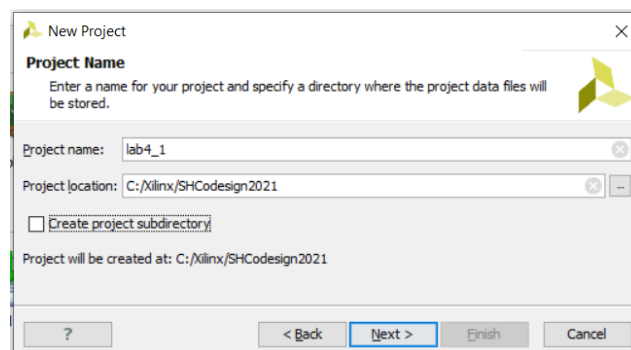 New Project
Project Name
Enter a name for your project and specify a directory where the project data files will
be stored.
Project name: lab4_1
Project location: C:/Xilinx/SHCodesign2021 ...
Create project subdirectory
Project will be created at: C:/Xilinx/SHCodesign2021
? < Back Next > Finish Cancel